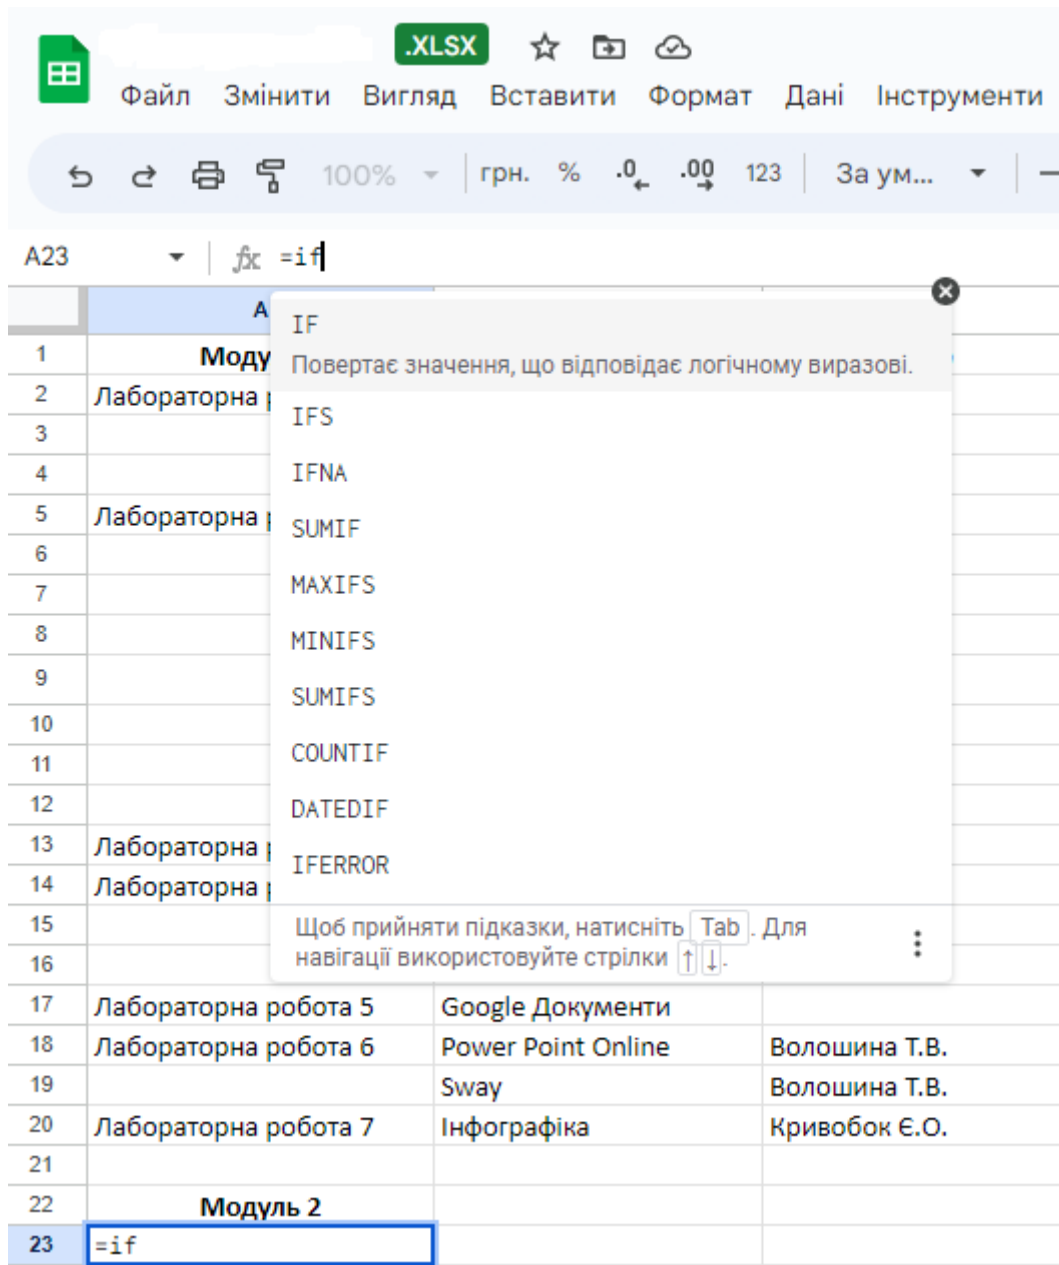 .XLSX
Файл Змінити Вигляд Вставити Формат Дані Інструменти
100% грн. % .0 .00 123 За ум...
A23 fx =if
A
IF
1 Моду Повертає значення, що відповідає логічному виразові.
2 Лабораторна
IFS
3
4 IFNA
5 Лабораторна SUMIF
6
7 MAXIFS
8 MINIFS
9 SUMIFS
10
11 COUNTIF
12 DATEDIF
13 Лабораторна
IFERROR
14 Лабораторна
15 Щоб прийняти підказки, натисніть Tab . Для
16 навігації використовуйте стрілки ↑ ↓.
17 Лабораторна робота 5 Google Документи
18 Лабораторна робота 6 Power Point Online Волошина Т.В.
19 Sway Волошина Т.В.
20 Лабораторна робота 7 Інфографіка Кривобок Є.О.
21
22 Модуль 2
23 =if